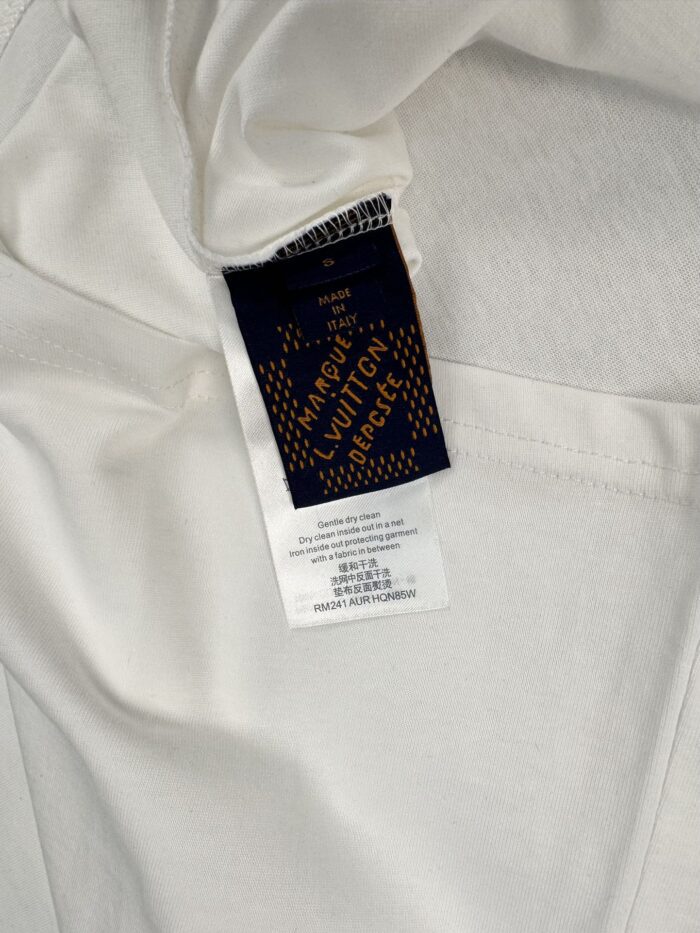 S
MADE
IN
ITALY
MARQUE
L.VUITTON
DEPOSÉE
Gentle dry clean
Dry clean inside out in a net
Iron inside out protecting garment
with a fabric in between
缓和干洗
洗网中反面干洗
垫布反面熨烫
RM241 AUR HQN85W